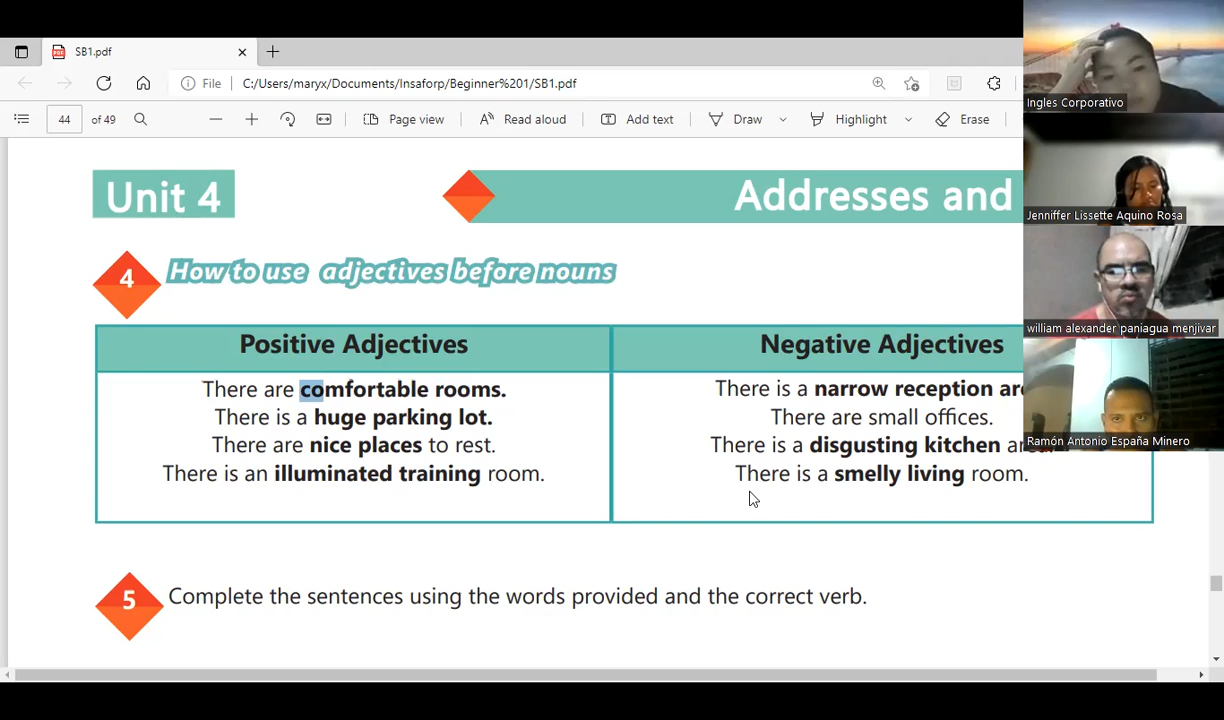 SB1.pdf
File C:/Users/maryx/Documents/Insaforp/Beginner%201/SB1.pdf
44 of 49 Page view Read aloud Add text Draw Highlight Erase
Unit 4
Addresses and
4 How to use adjectives before nouns
Positive Adjectives
There are comfortable rooms.
There is a huge parking lot.
There are nice places to rest.
There is an illuminated training room.
Negative Adjectives
There is a narrow reception
There are small offices.
There is a disgusting kitchen
There is a smelly living room.
5 Complete the sentences using the words provided and the correct verb.
Ingles Corporativo
Jenniffer Lissette Aquino Rosa
william alexander paniagua menjivar
Ramón Antonio España Minero